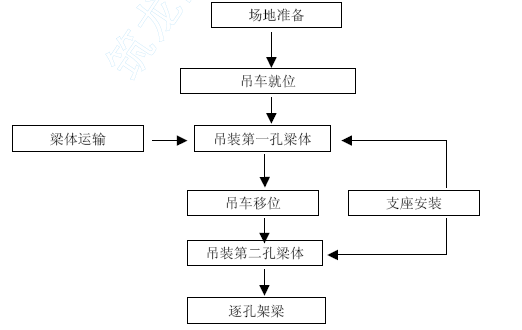 场地准备
吊车就位
梁体运输
吊装第一孔梁体
吊车移位
支座安装
吊装第二孔梁体
逐孔架梁
筑龙